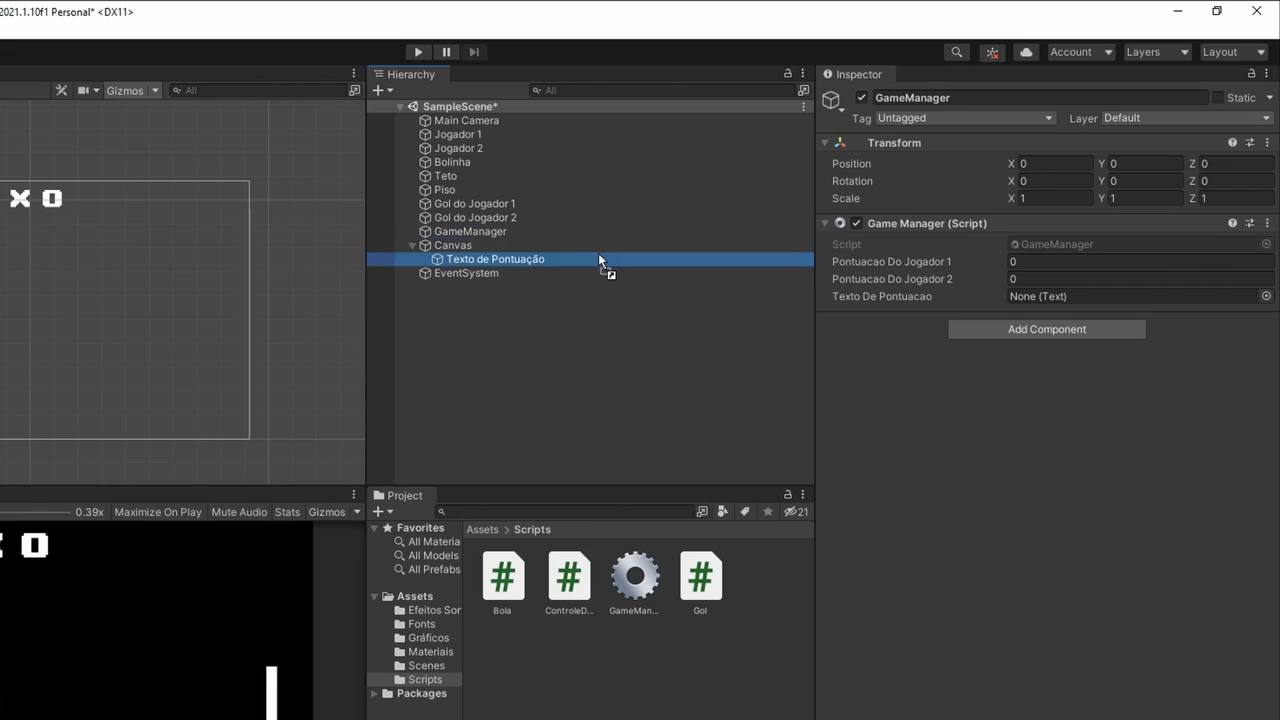 2021.1.10f1 Personal* <DX11>
Account
Layers
Layout
Gizmos
All
x 0
0.39x
Maximize On Play
Mute Audio
Stats
Gizmos
0
Hierarchy
All
SampleScene*
Main Camera
Jogador 1
Jogador 2
Bolinha
Teto
Piso
Gol do Jogador 1
Gol do Jogador 2
GameManager
Canvas
Texto de Pontuação
EventSystem
Project
21
Favorites
All Materia
All Models
All Prefabs
Assets
Efeitos Sor
Fonts
Gráficos
Materiais
Scenes
Scripts
Packages
Assets > Scripts
Bola
ControleD...
GameMan...
Gol
Inspector
GameManager
Static
Tag Untagged
Layer Default
Transform
Position X 0 Y 0 Z 0
Rotation X 0 Y 0 Z 0
Scale X 1 Y 1 Z 1
Game Manager (Script)
Script GameManager
Pontuacao Do Jogador 1 0
Pontuacao Do Jogador 2 0
Texto De Pontuacao None (Text)
Add Component